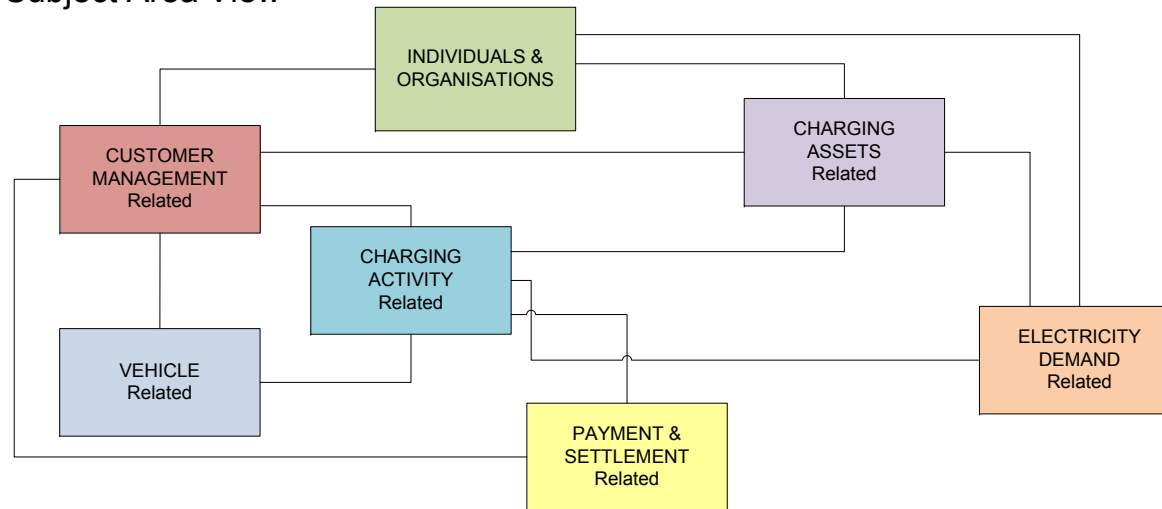 Subject Area View
INDIVIDUALS &
ORGANISATIONS
CHARGING
ASSETS
Related
CUSTOMER
MANAGEMENT
Related
CHARGING
ACTIVITY
Related
VEHICLE
Related
ELECTRICITY
DEMAND
Related
PAYMENT &
SETTLEMENT
Related